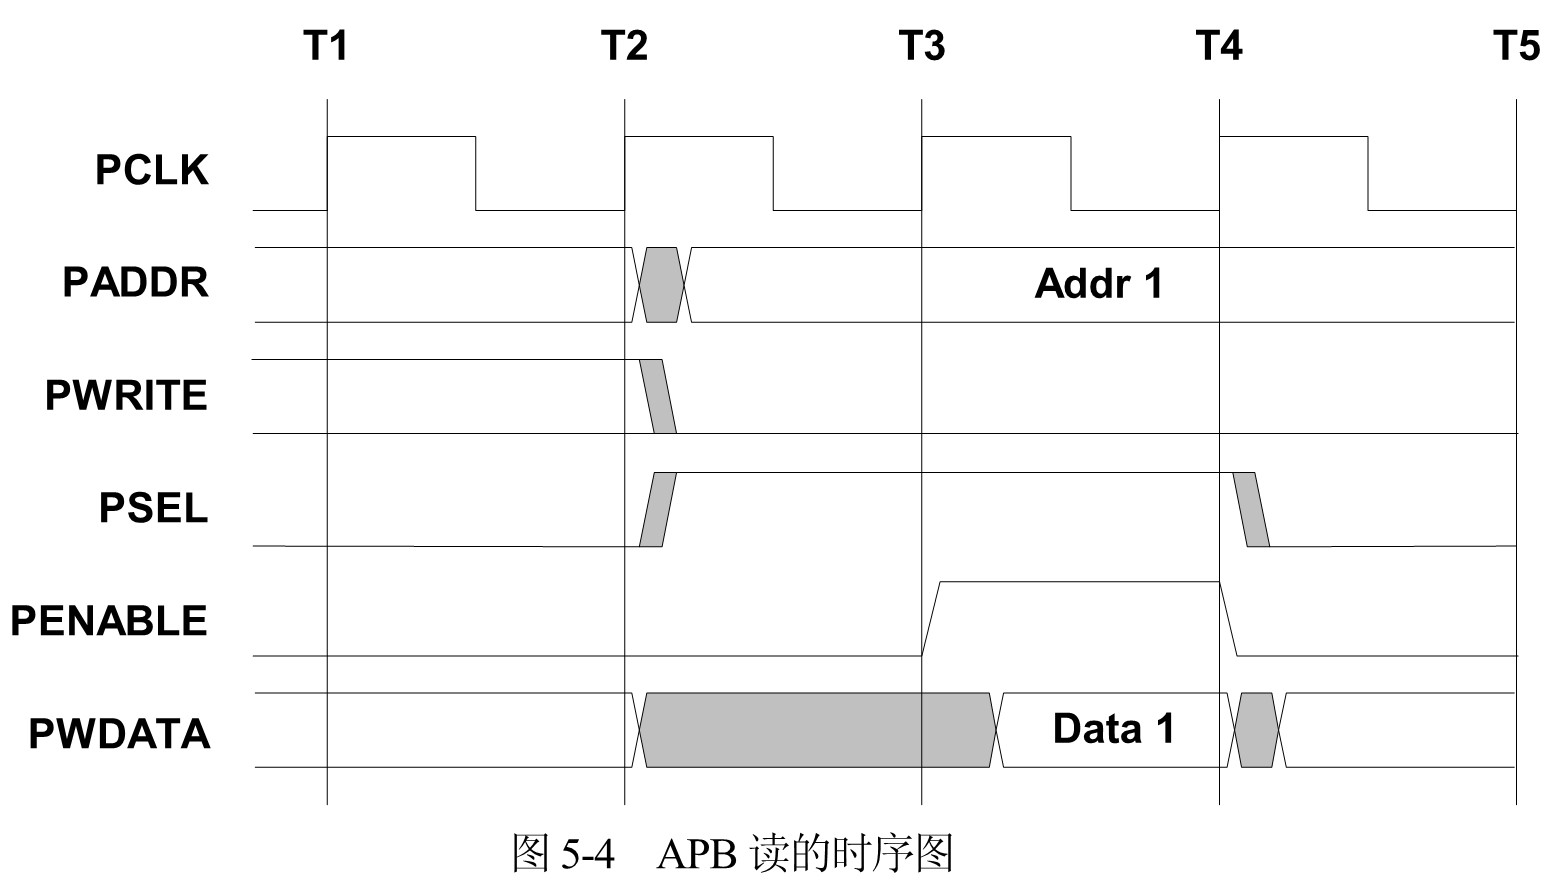 T1 T2 T3 T4 T5
PCLK
PADDR Addr 1
PWRITE
PSEL
PENABLE
PWDATA Data 1
图 5-4 APB 读的时序图